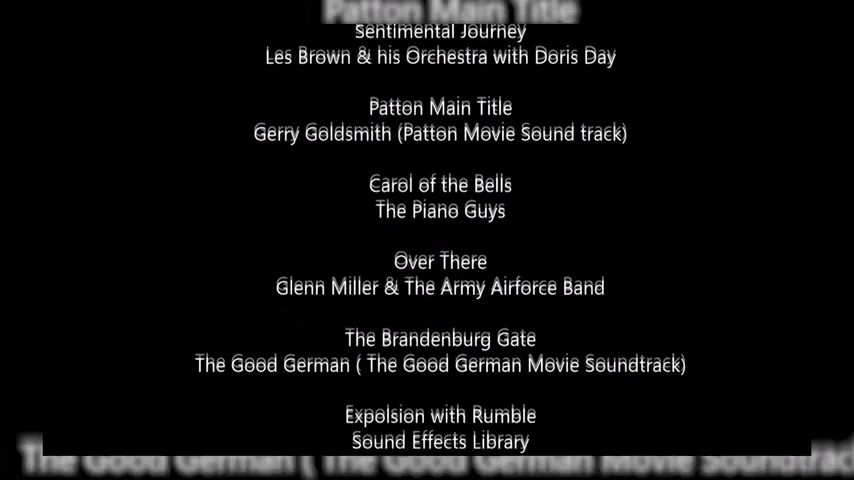 Patton Main Title
Sentimental Journey
Les Brown & his Orchestra with Doris Day
Patton Main Title
Gerry Goldsmith (Patton Movie Sound track)
Carol of the Bells
The Piano Guys
Over There
Glenn Miller & The Army Airforce Band
The Brandenburg Gate
The Good German ( The Good German Movie Soundtrack)
Expolsion with Rumble
Sound Effects Library
The Good German ( The Good German Movie Soundtrack